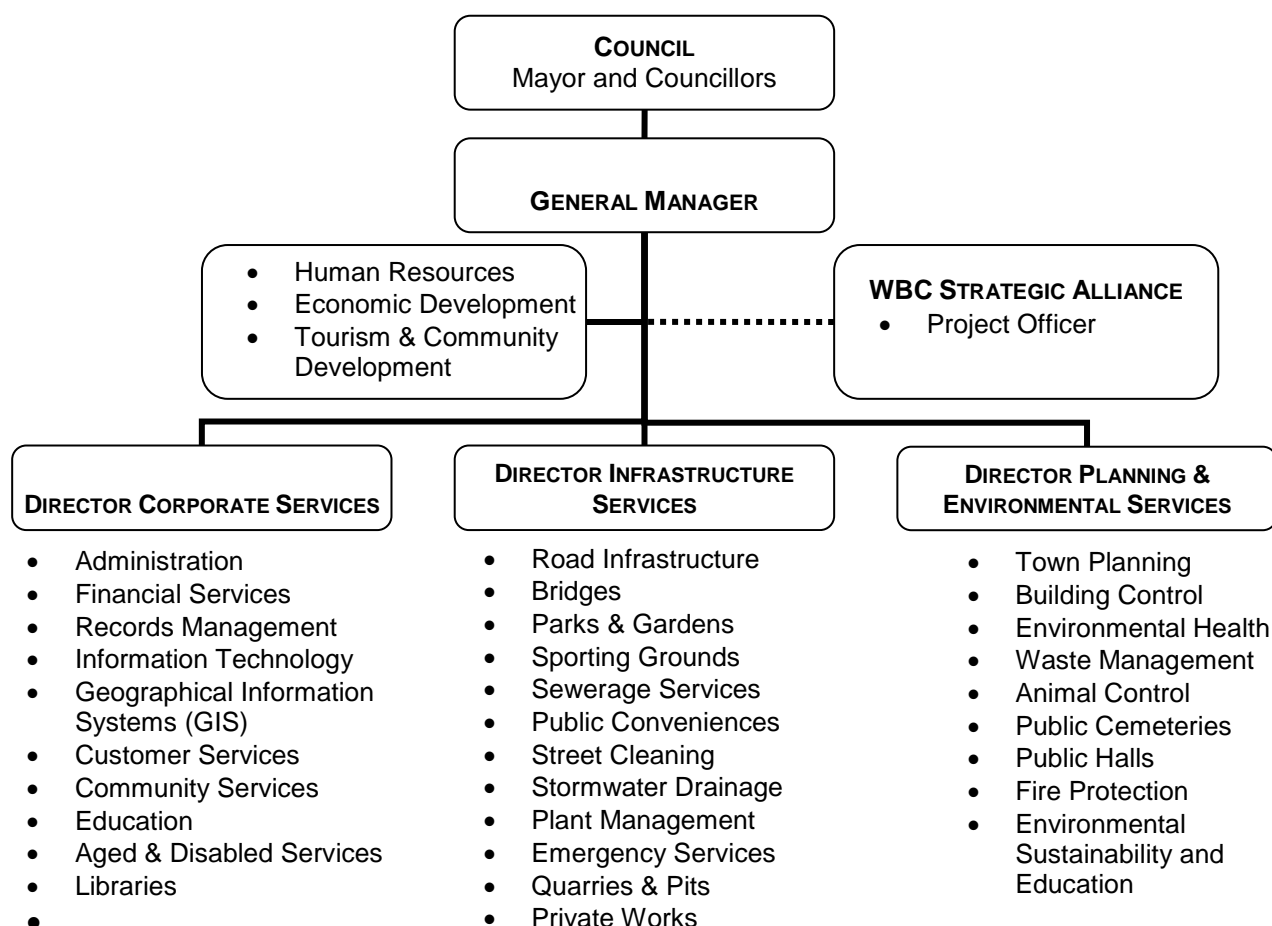 COUNCIL
Mayor and Councillors
GENERAL MANAGER
• Human Resources
• Economic Development
• Tourism & Community
Development
WBC STRATEGIC ALLIANCE
• Project Officer
DIRECTOR CORPORATE SERVICES
• Administration
• Financial Services
• Records Management
• Information Technology
• Geographical Information
Systems (GIS)
• Customer Services
• Community Services
• Education
• Aged & Disabled Services
• Libraries
•
DIRECTOR INFRASTRUCTURE
SERVICES
• Road Infrastructure
• Bridges
• Parks & Gardens
• Sporting Grounds
• Sewerage Services
• Public Conveniences
• Street Cleaning
• Stormwater Drainage
• Plant Management
• Emergency Services
• Quarries & Pits
• Private Works
DIRECTOR PLANNING &
ENVIRONMENTAL SERVICES
• Town Planning
• Building Control
• Environmental Health
• Waste Management
• Animal Control
• Public Cemeteries
• Public Halls
• Fire Protection
• Environmental
Sustainability and
Education